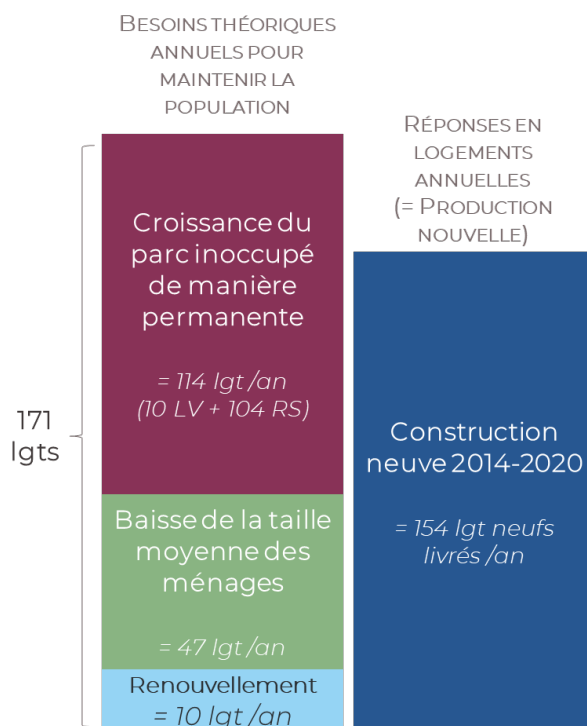 BESOINS THÉORIQUES
ANNUELS POUR
MAINTENIR LA
POPULATION
171
lgts
Croissance du
parc inoccupé
de manière
permanente
= 114 lgt/an
(10 LV + 104 RS)
Baisse de la taille
moyenne des
ménages
= 47 lgt/an
Renouvellement
= 10 lgt/an
RÉPONSES EN
LOGEMENTS
ANNUELLES
(= PRODUCTION
NOUVELLE)
Construction
neuve 2014-2020
= 154 lgt neufs
livrés /an